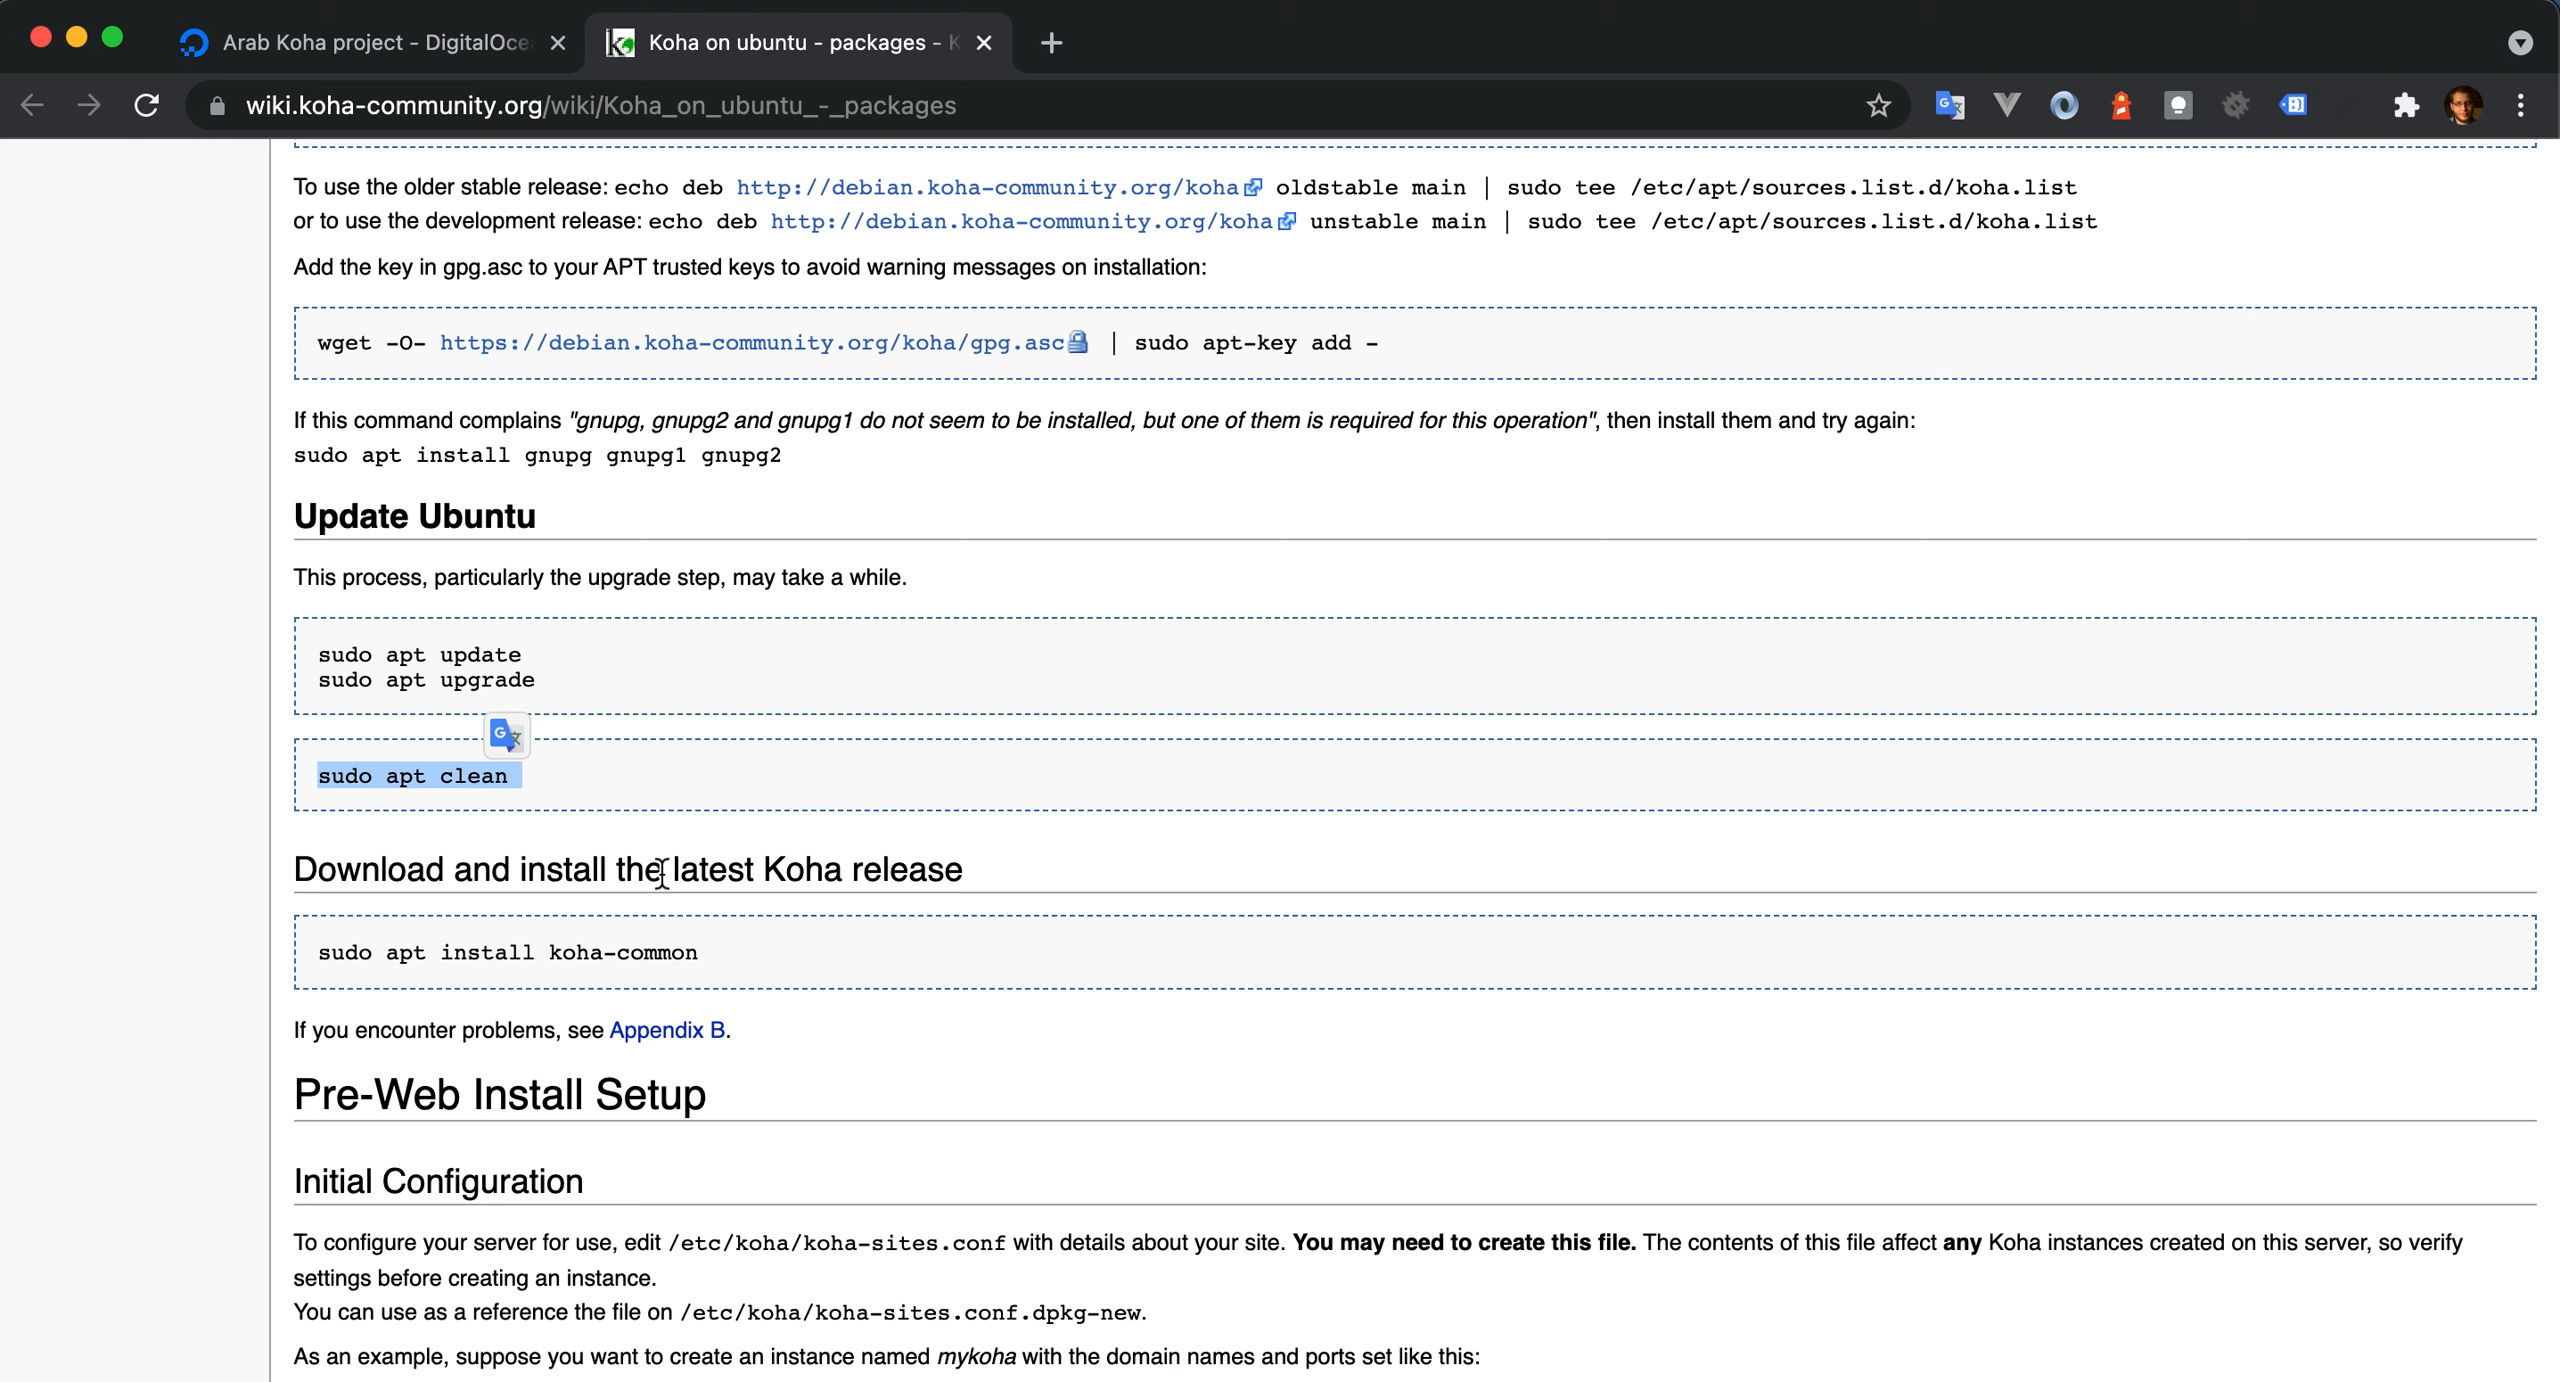 Arab Koha project - DigitalOce
Koha on ubuntu - packages - K
wiki.koha-community.org/wiki/Koha_on_ubuntu_-_packages
To use the older stable release: echo deb http://debian.koha-community.org/koha oldstable main | sudo tee /etc/apt/sources.list.d/koha.list
or to use the development release: echo deb http://debian.koha-community.org/koha unstable main | sudo tee /etc/apt/sources.list.d/koha.list
Add the key in gpg.asc to your APT trusted keys to avoid warning messages on installation:
wget -O- https://debian.koha-community.org/koha/gpg.asc | sudo apt-key add -
If this command complains "gnupg, gnupg2 and gnupg1 do not seem to be installed, but one of them is required for this operation", then install them and try again:
sudo apt install gnupg gnupg1 gnupg2
Update Ubuntu
This process, particularly the upgrade step, may take a while.
sudo apt update
sudo apt upgrade
sudo apt clean
Download and install the latest Koha release
sudo apt install koha-common
If you encounter problems, see Appendix B.
Pre-Web Install Setup
Initial Configuration
To configure your server for use, edit /etc/koha/koha-sites.conf with details about your site. You may need to create this file. The contents of this file affect any Koha instances created on this server, so verify
settings before creating an instance.
You can use as a reference the file on /etc/koha/koha-sites.conf.dpkg-new.
As an example, suppose you want to create an instance named mykoha with the domain names and ports set like this: